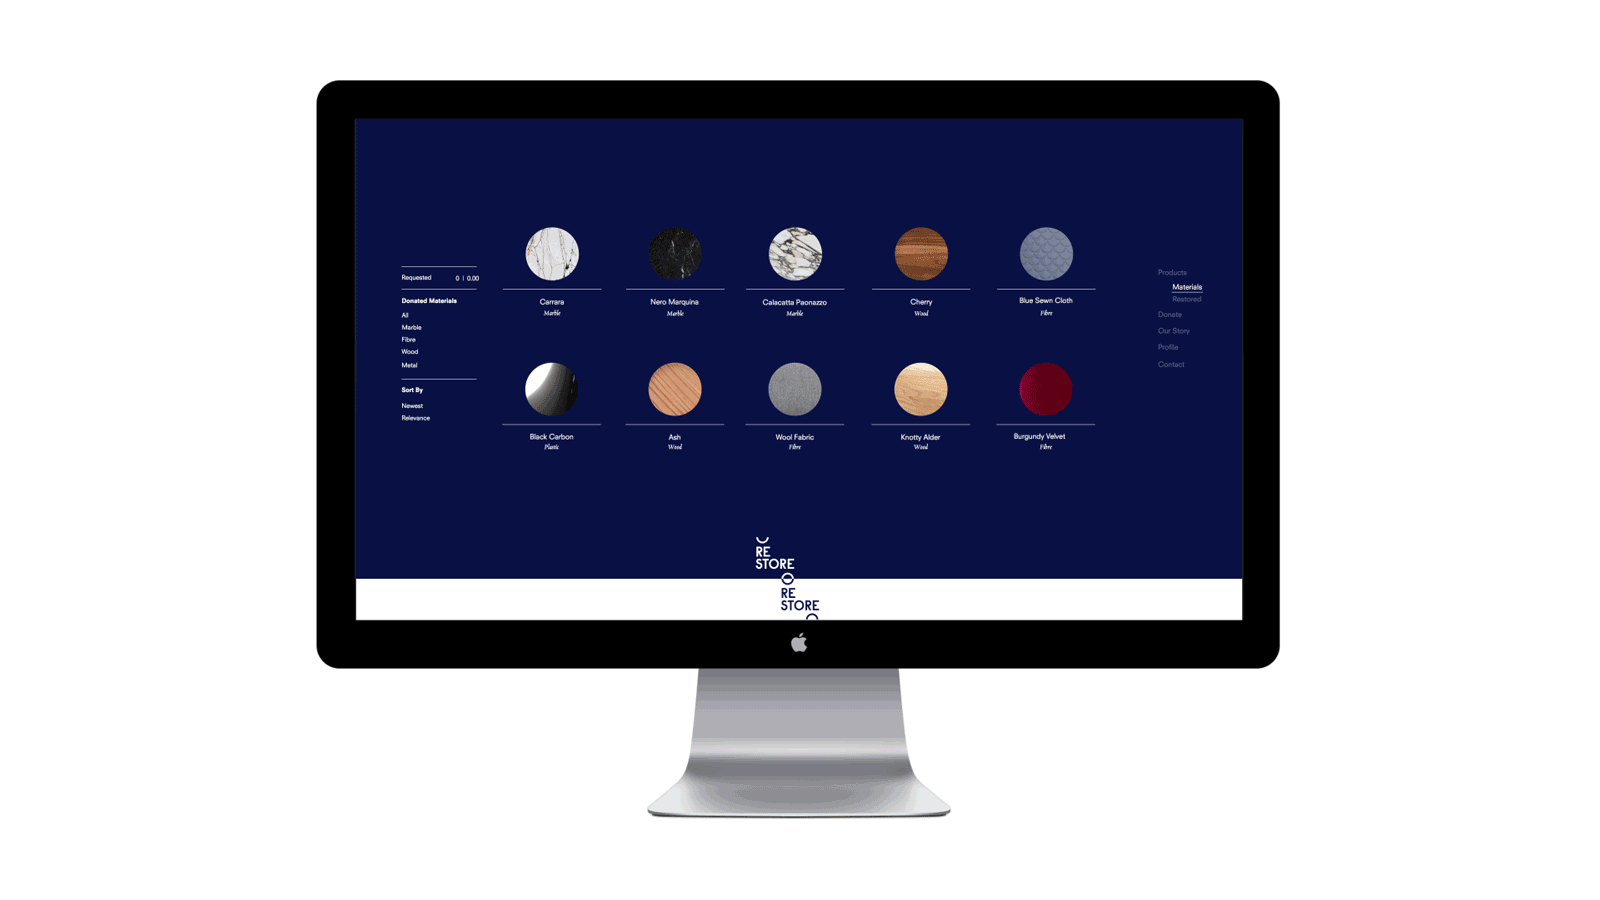 Requested 0 | 0.00
Donated Materials
All
Marble
Fibre
Wood
Metal
Sort By
Newest
Relevance
Carrara
Marble
Nero Marquina
Marble
Calacatta Paonazzo
Marble
Cherry
Wood
Blue Sewn Cloth
Fibre
Black Carbon
Plastic
Ash
Wood
Wool Fabric
Fibre
Knotty Alder
Wood
Burgundy Velvet
Fibre
Products
Materials
Restored
Donate
Our Story
Profile
Contact
RE
STORE
RE
STORE